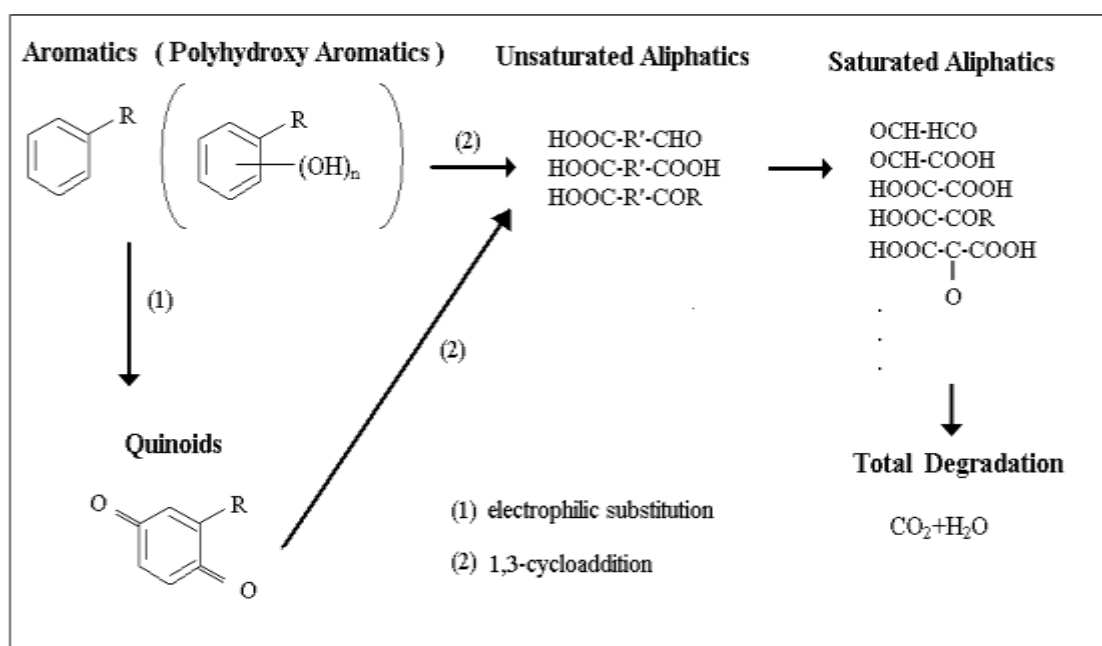 Aromatics ( Polyhydroxy Aromatics )
Unsaturated Aliphatics
Saturated Aliphatics
R
R
(OH)n
(2)
HOOC-R'-CHO
HOOC-R'-COOH
HOOC-R'-COR
OCH-HCO
OCH-COOH
HOOC-COOH
HOOC-COR
HOOC-C-COOH
O
.
.
.
(1)
(2)
Quinoids
O
R
O
(1) electrophilic substitution
(2) 1,3-cycloaddition
Total Degradation
CO2+H2O